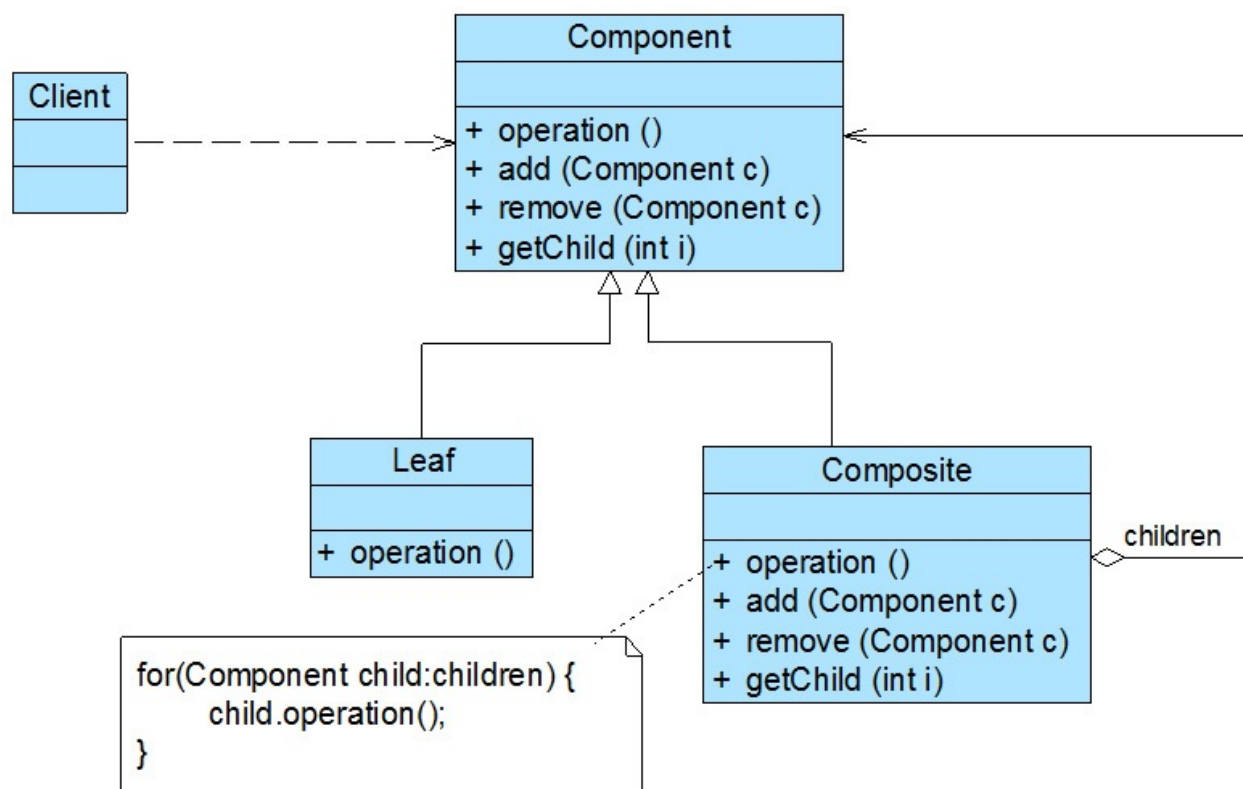 Component
Client
+ operation ()
+ add (Component c)
+ remove (Component c)
+ getChild (int i)
Leaf
+ operation ()
Composite
+ operation ()
+ add (Component c)
+ remove (Component c)
+ getChild (int i)
children
for(Component child:children) {
child.operation();
}